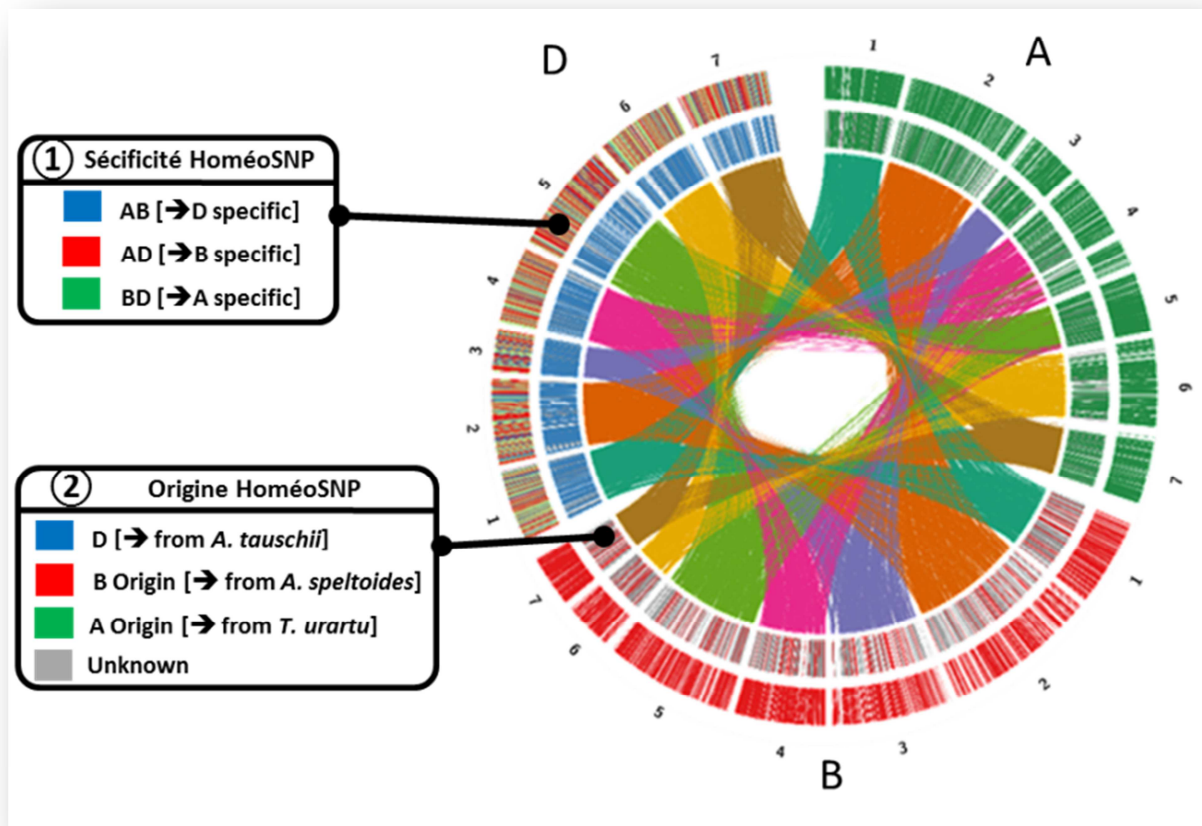 D
A
B
① Sécificité HoméoSNP
AB [➔D specific]
AD [➔B specific]
BD [➔A specific]
② Origine HoméoSNP
D [➔ from A. tauschii]
B Origin [➔ from A. speltoides]
A Origin [➔ from T. urartu]
Unknown
1
2
3
4
5
6
7
1
2
3
4
5
6
7
1
2
3
4
5
6
7